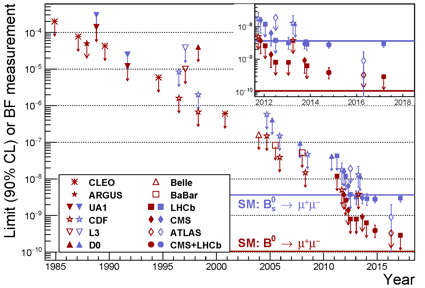 Limit (90% CL) or BF measurement
10⁻⁴
10⁻⁵
10⁻⁶
10⁻⁷
10⁻⁸
10⁻⁹
10⁻¹⁰
10⁻⁷
10⁻⁸
10⁻⁹
10⁻¹⁰
2012 2014 2016 2018
CLEO
ARGUS
UA1
CDF
L3
D0
Belle
BaBar
LHCb
CMS
ATLAS
CMS+LHCb
SM: B⁰ₛ → μ⁺μ⁻
SM: B⁰ → μ⁺μ⁻
1985 1990 1995 2000 2005 2010 2015
Year